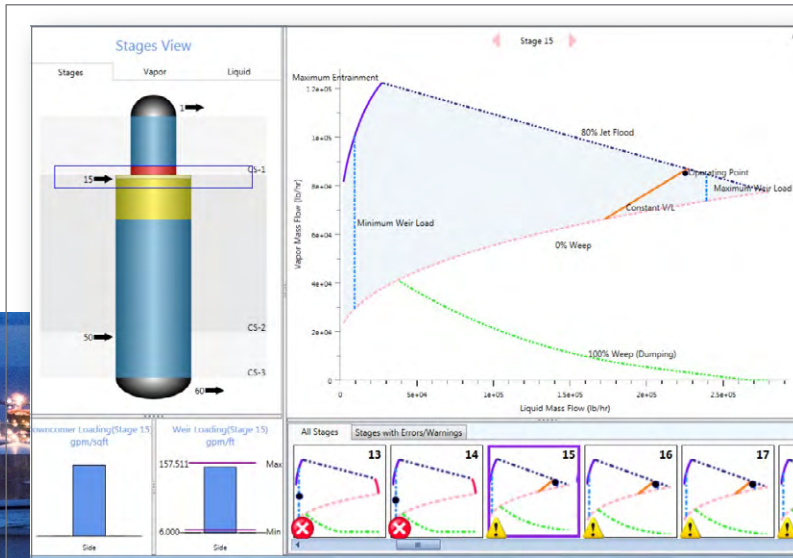 Stages View
Stages
Vapor
Liquid
1
CS-1
15
50
CS-2
CS-3
60
Stage 15
Maximum Entrainment
1.2e+05
1e+05
8e+04
6e+04
4e+04
2e+04
0
Vapor Mass Flow (lb/hr)
80% Jet Flood
Operating Point
Maximum Weir Load
Constant V/L
Minimum Weir Load
0% Weep
100% Weep (Dumping)
5e+04
1e+05
1.5e+05
2e+05
2.5e+05
Liquid Mass Flow (lb/hr)
owncomer Loading(Stage 15)
gpm/sqft
Side
Weir Loading(Stage 15)
gpm/ft
157.511
Max
6.000
Min
Side
All Stages
Stages with Errors/Warnings
13
14
15
16
17